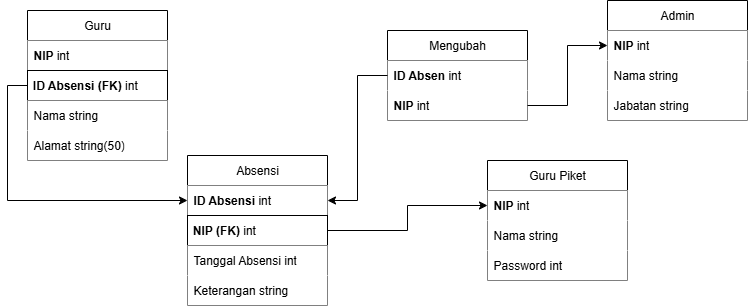 Guru
NIP int
ID Absensi (FK) int
Nama string
Alamat string(50)
Mengubah
ID Absen int
NIP int
Admin
NIP int
Nama string
Jabatan string
Absensi
ID Absensi int
NIP (FK) int
Tanggal Absensi int
Keterangan string
Guru Piket
NIP int
Nama string
Password int